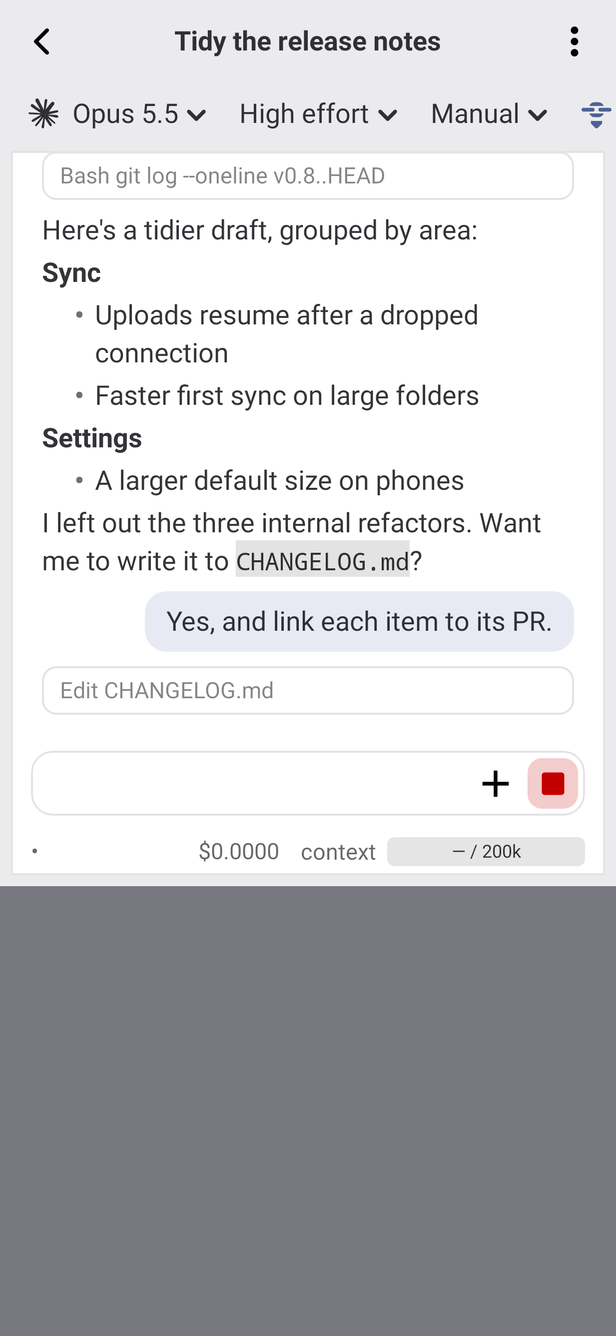 Tidy the release notes
Opus 5.5 High effort Manual
Bash git log --oneline v0.8..HEAD
Here's a tidier draft, grouped by area:
Sync
• Uploads resume after a dropped
connection
• Faster first sync on large folders
Settings
• A larger default size on phones
I left out the three internal refactors. Want
me to write it to CHANGELOG.md?
Yes, and link each item to its PR.
Edit CHANGELOG.md
$0.0000 context — / 200k